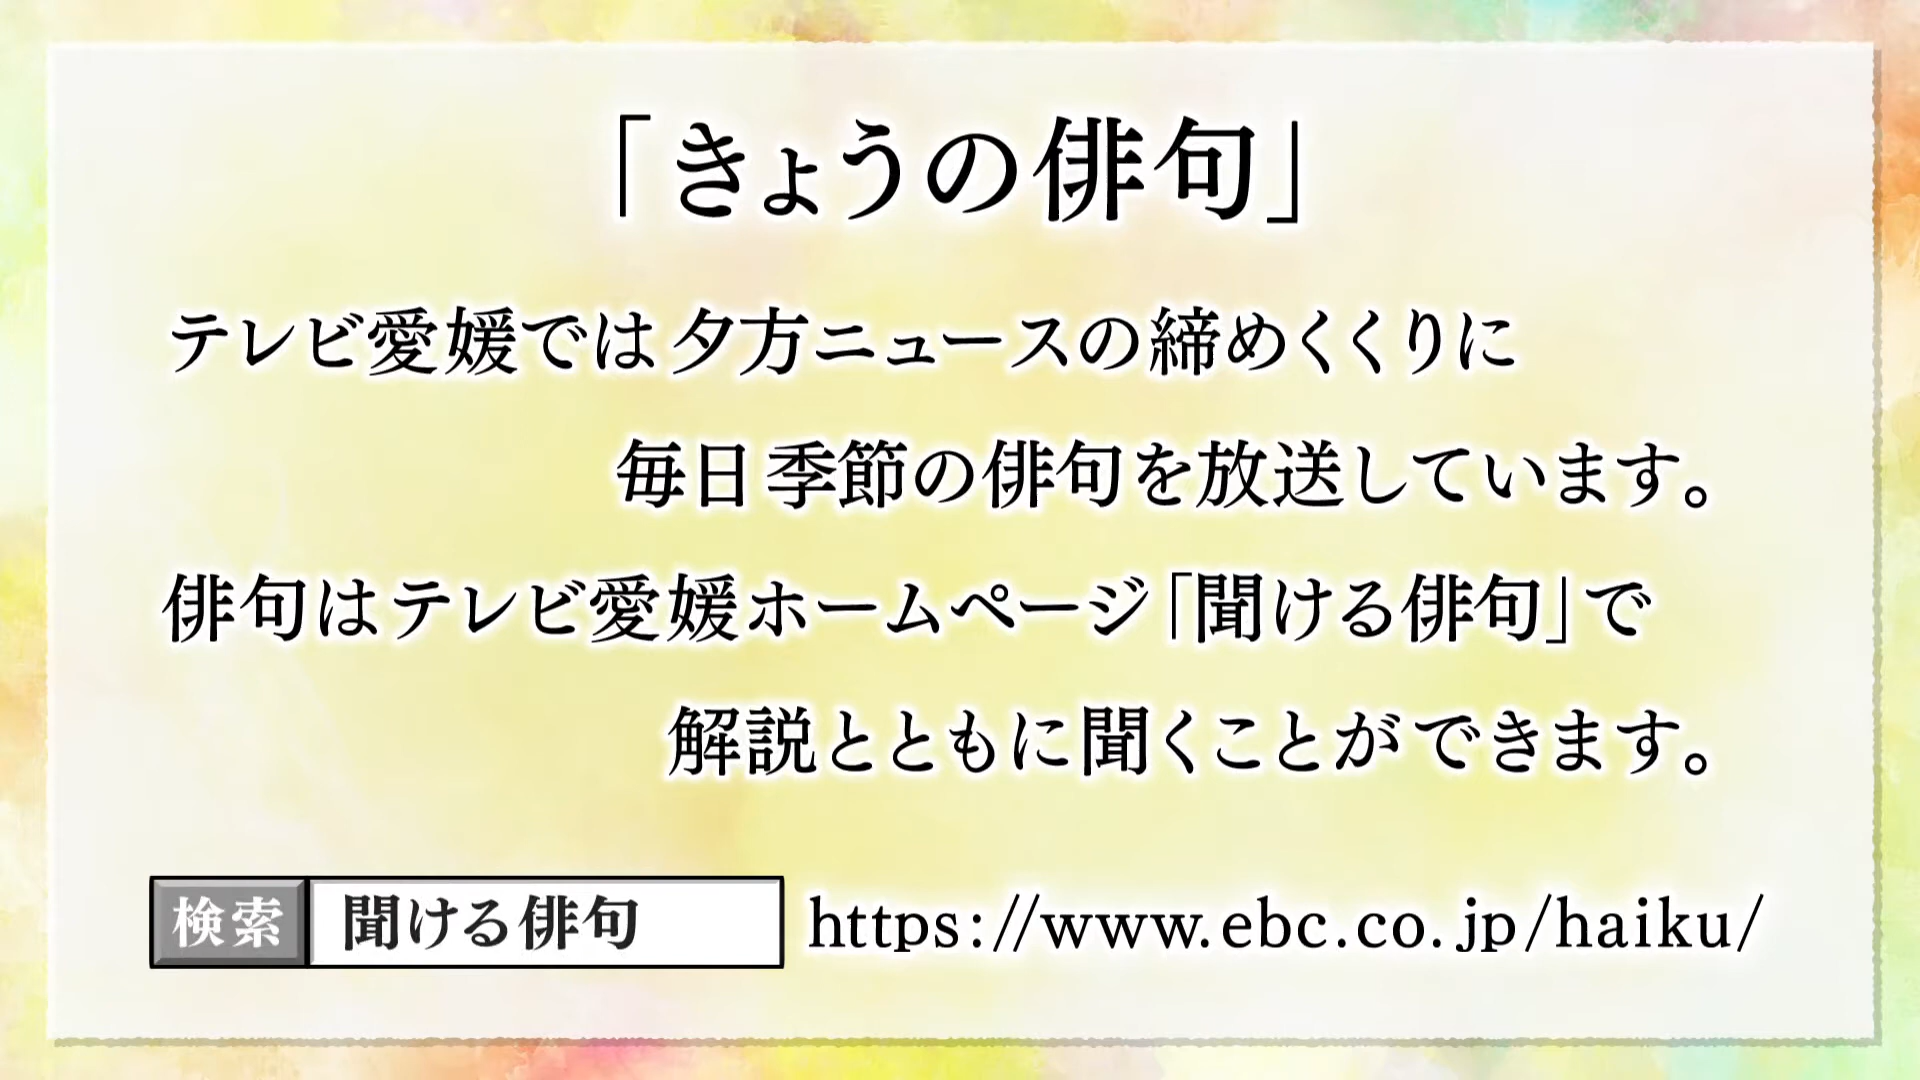 「きょうの俳句」
テレビ愛媛では夕方ニュースの締めくくりに
毎日季節の俳句を放送しています。
俳句はテレビ愛媛ホームページ「聞ける俳句」で
解説とともに聞くことができます。
検索 聞ける俳句 https://www.ebc.co.jp/haiku/